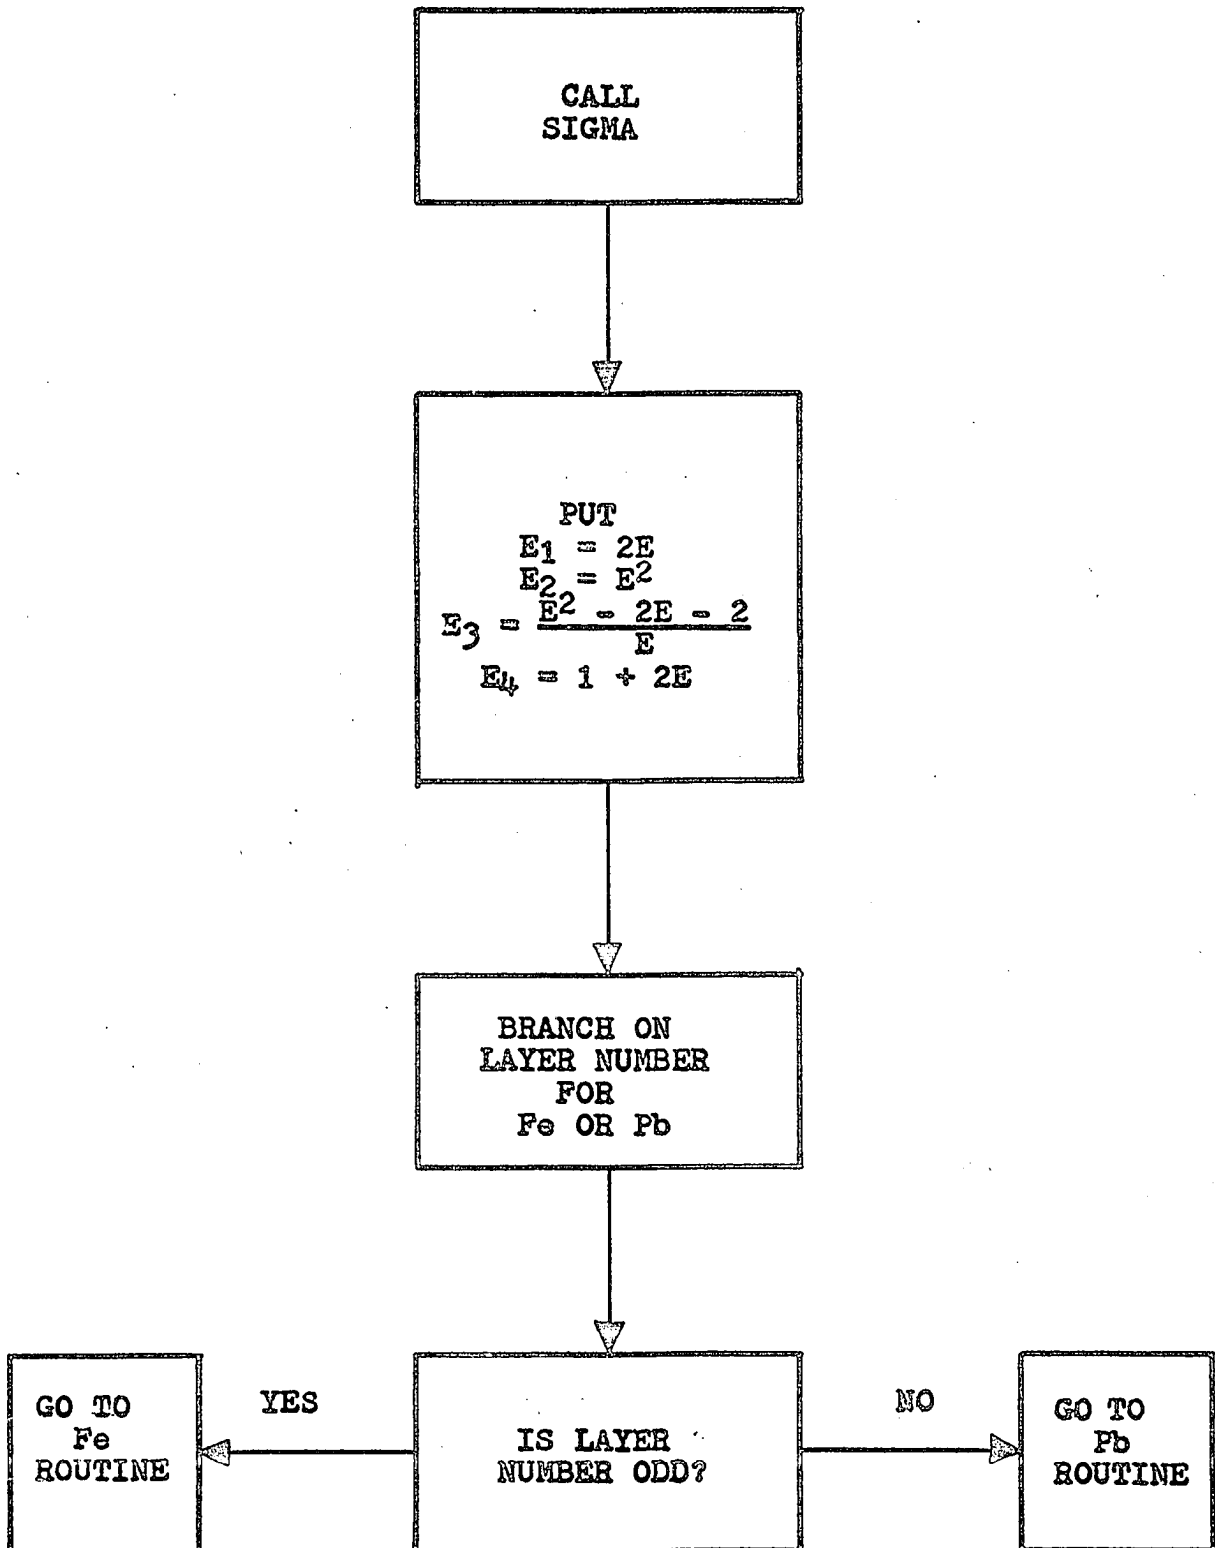 CALL
SIGMA
PUT
E₁ = 2E
E₂ = E²
E₃ = (E² - 2E - 2)/E
E₄ = 1 + 2E
BRANCH ON
LAYER NUMBER
FOR
Fe OR Pb
GO TO
Fe
ROUTINE
YES
IS LAYER
NUMBER ODD?
NO
GO TO
Pb
ROUTINE